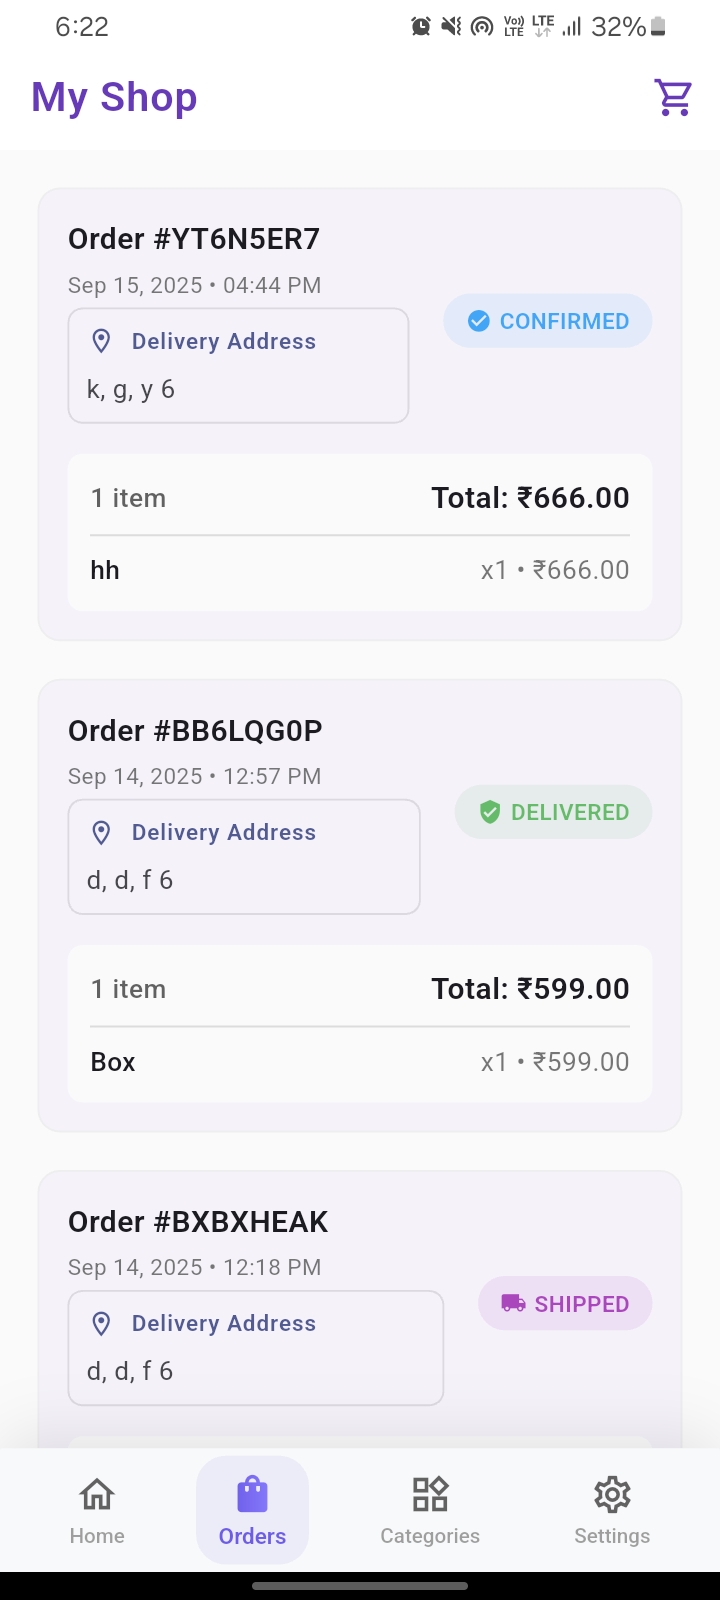 6:22 Vo) LTE LTE 32%
My Shop
Order #YT6N5ER7
Sep 15, 2025 • 04:44 PM
CONFIRMED
Delivery Address
k, g, y 6
1 item Total: ₹666.00
hh x1 • ₹666.00
Order #BB6LQG0P
Sep 14, 2025 • 12:57 PM
DELIVERED
Delivery Address
d, d, f 6
1 item Total: ₹599.00
Box x1 • ₹599.00
Order #BXBXHEAK
Sep 14, 2025 • 12:18 PM
SHIPPED
Delivery Address
d, d, f 6
Home Orders Categories Settings